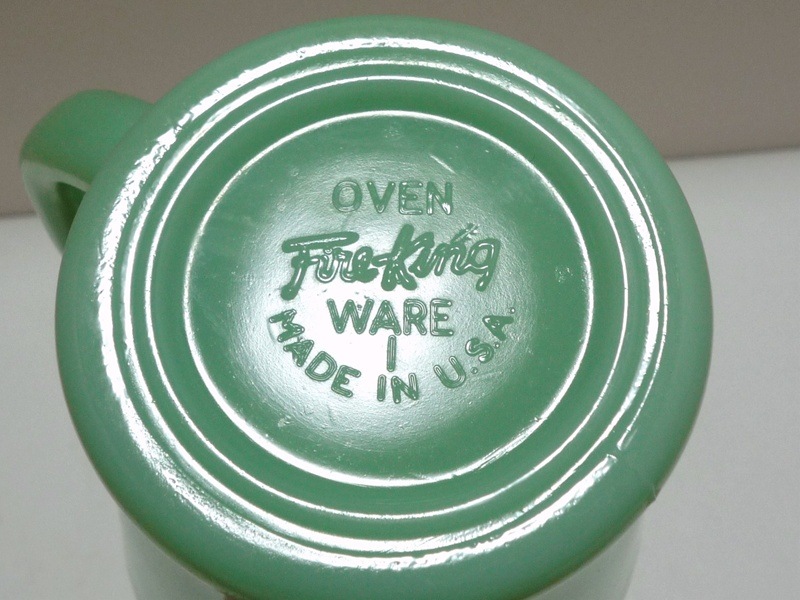 OVEN
Fire-King
WARE
1
MADE IN U.S.A.